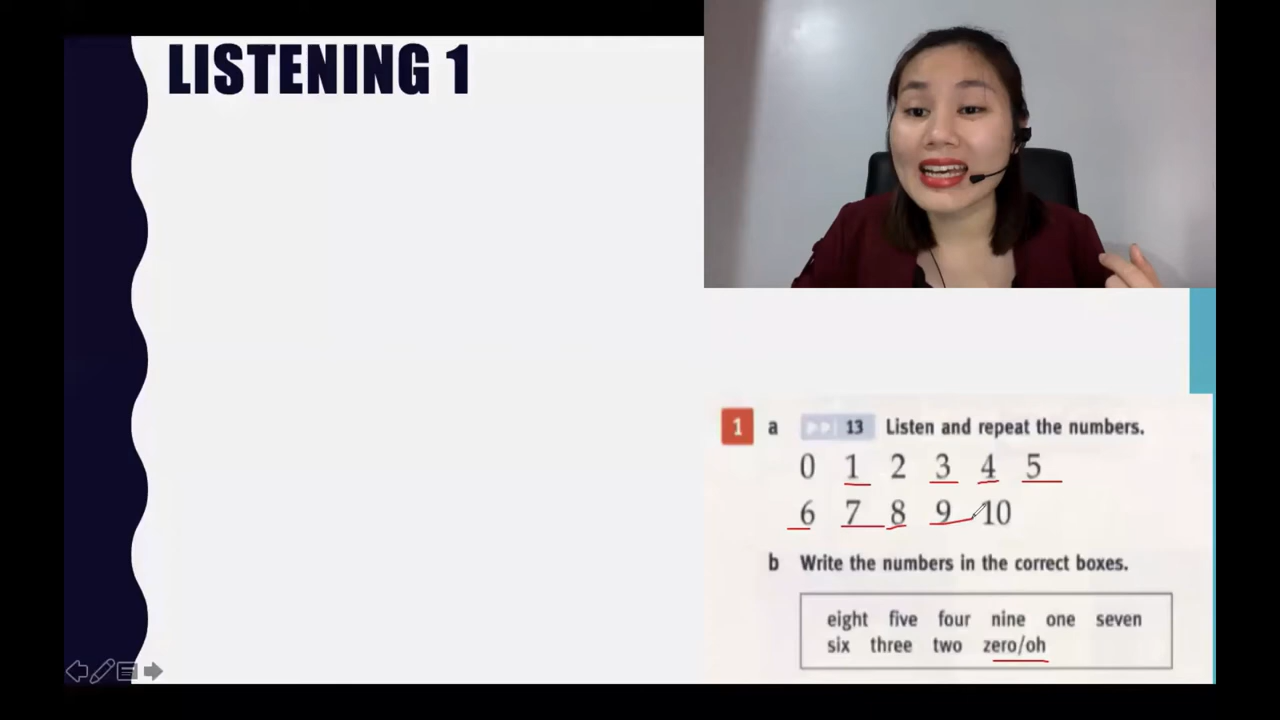 LISTENING 1
1 a 13 Listen and repeat the numbers.
0 1 2 3 4 5
6 7 8 9 10
b Write the numbers in the correct boxes.
eight five four nine one seven
six three two zero/oh